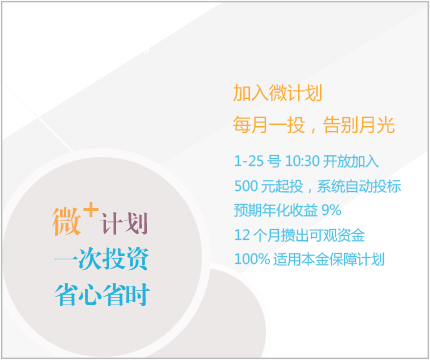 加入微计划
每月一投，告别月光
1-25 号 10:30 开放加入
500 元起投，系统自动投标
预期年化收益 9%
12 个月攒出可观资金
100% 适用本金保障计划
微+计划
一次投资
省心省时